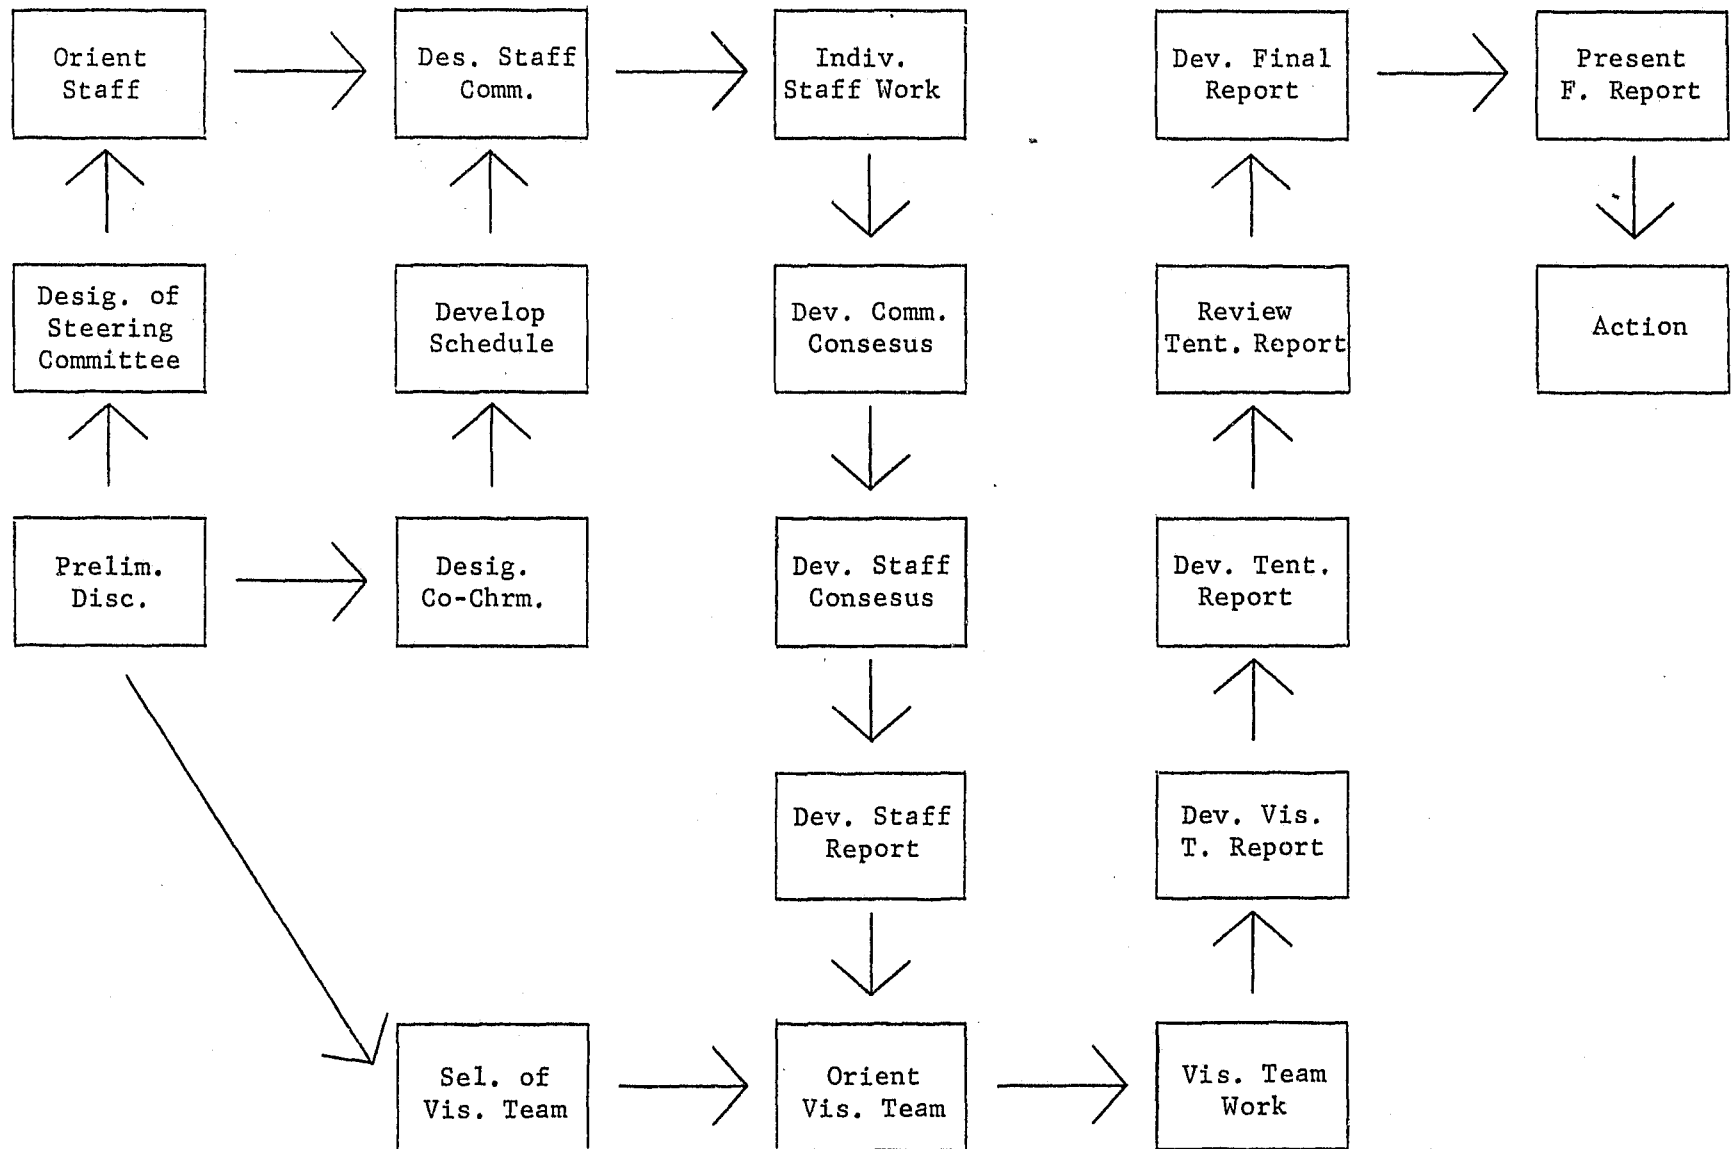 Orient
Staff
Des. Staff
Comm.
Indiv.
Staff Work
Dev. Final
Report
Present
F. Report
Desig. of
Steering
Committee
Develop
Schedule
Dev. Comm.
Consesus
Review
Tent. Report
Action
Prelim.
Disc.
Desig.
Co-Chrm.
Dev. Staff
Consesus
Dev. Tent.
Report
Dev. Staff
Report
Dev. Vis.
T. Report
Sel. of
Vis. Team
Orient
Vis. Team
Vis. Team
Work